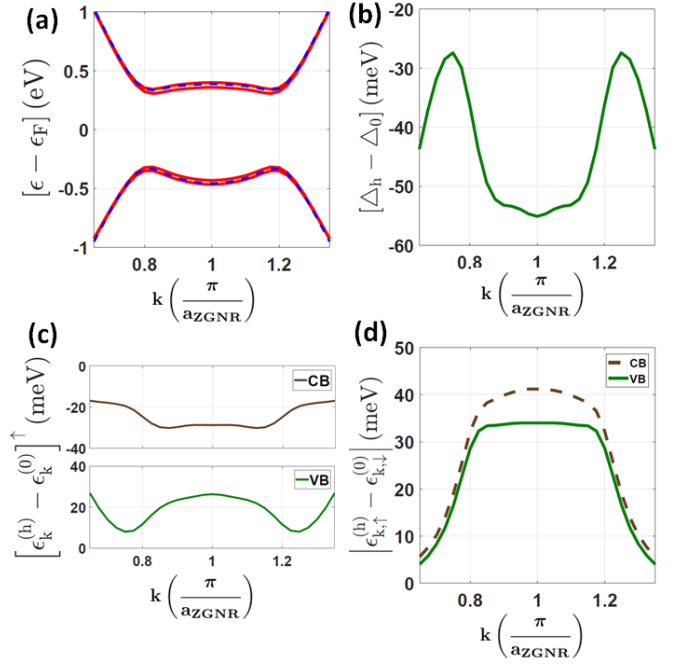 (a)
1
0.5
0
-0.5
-1
[ϵ − ϵF] (eV)
0.8
1
1.2
k (π/aZGNR)
(b)
-20
-30
-40
-50
-60
[Δh − Δ0] (meV)
0.8
1
1.2
k (π/aZGNR)
(c)
0
-20
-40
CB
40
20
0
VB
[ϵk(h) − ϵk(0)]↑ (meV)
0.8
1
1.2
k (π/aZGNR)
(d)
50
40
30
20
10
0
CB
VB
|ϵk,↑(h) − ϵk,↓(0)| (meV)
0.8
1
1.2
k (π/aZGNR)